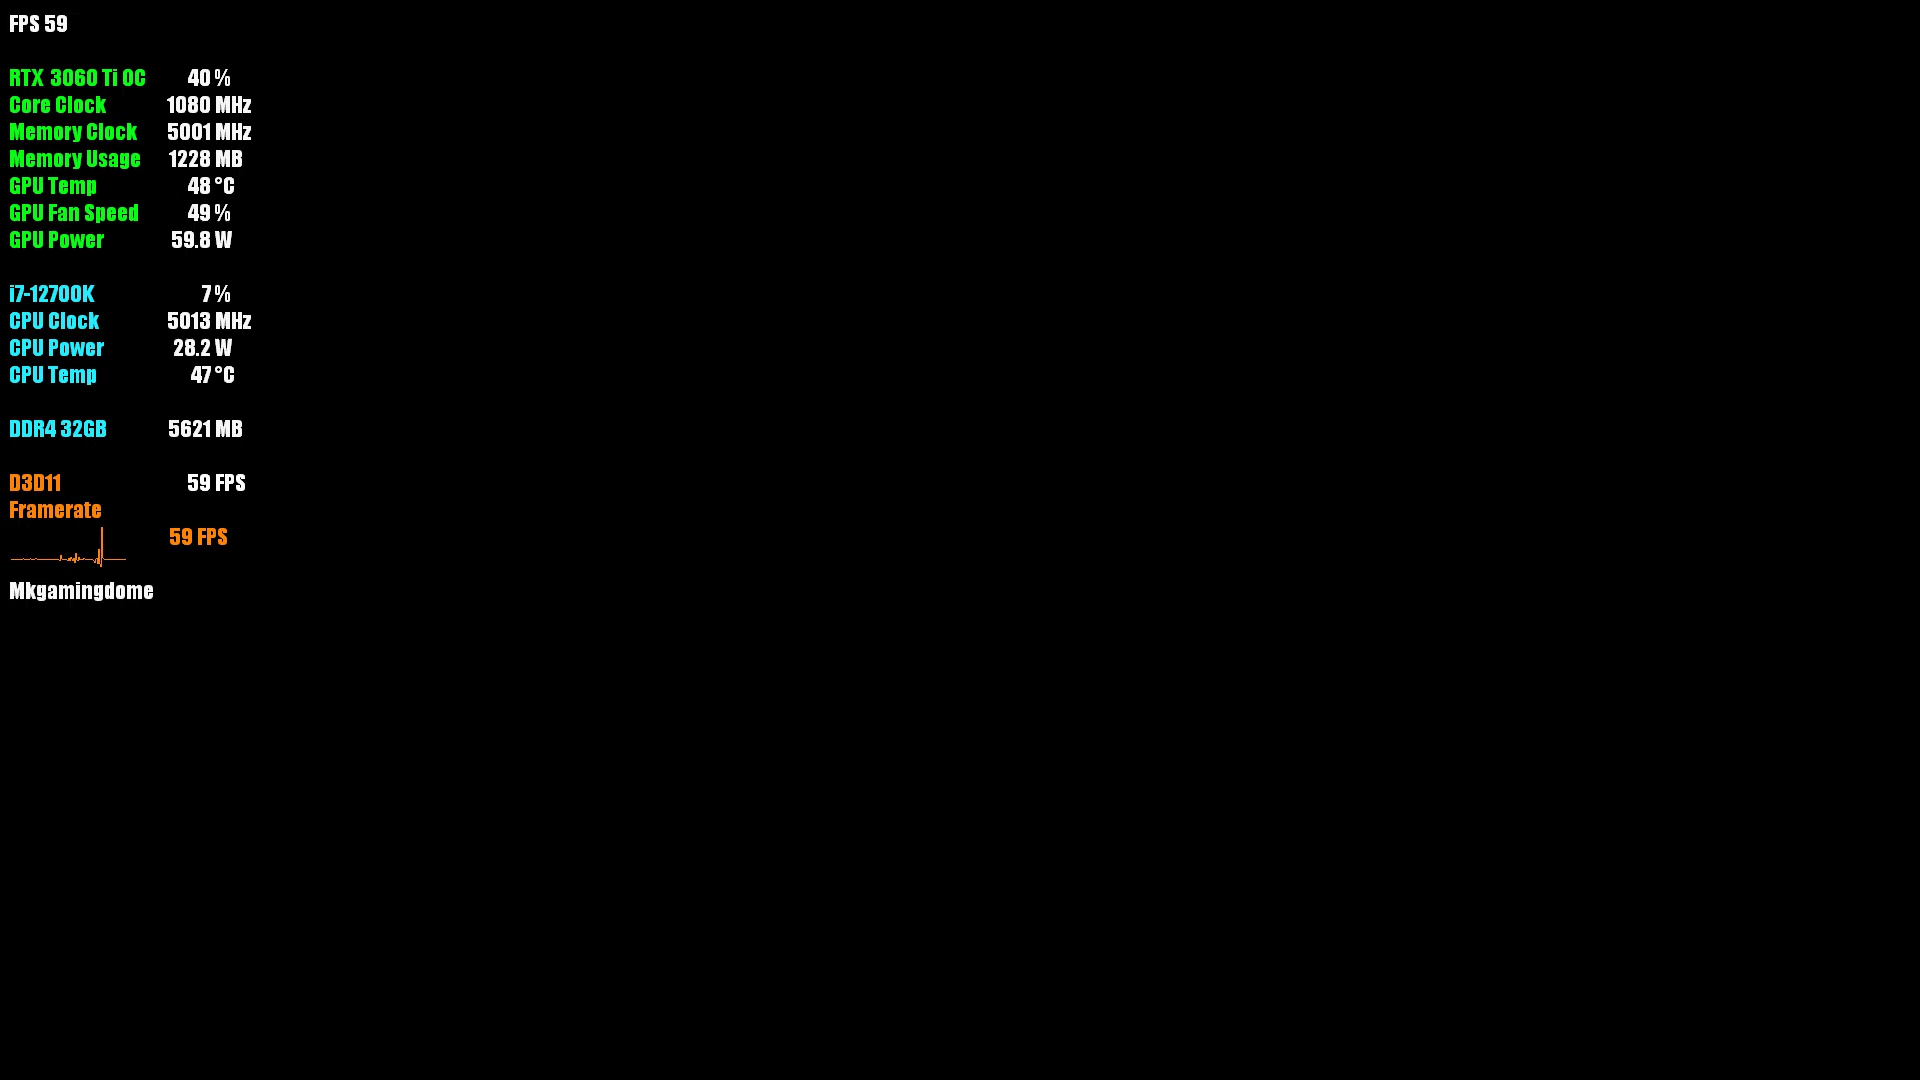 FPS 59
RTX 3060 Ti OC 40 %
Core Clock 1080 MHz
Memory Clock 5001 MHz
Memory Usage 1228 MB
GPU Temp 48 °C
GPU Fan Speed 49 %
GPU Power 59.8 W
i7-12700K 7 %
CPU Clock 5013 MHz
CPU Power 28.2 W
CPU Temp 47 °C
DDR4 32GB 5621 MB
D3D11 59 FPS
Framerate
59 FPS
Mkgamingdome